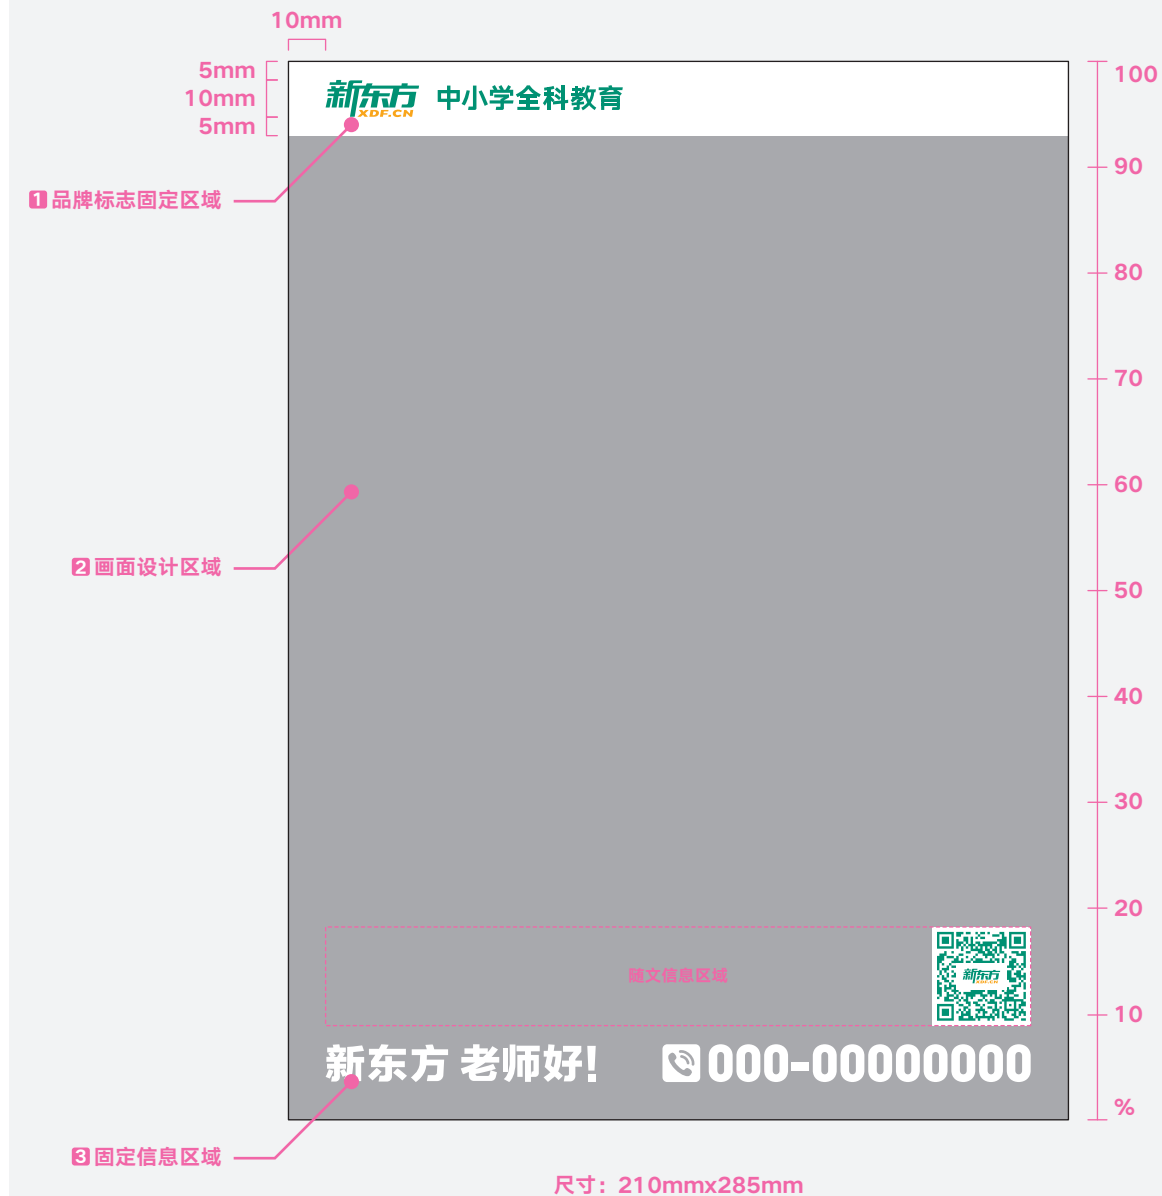 10mm
5mm
10mm
5mm
新东方
XDF.CN
中小学全科教育
100
90
1 品牌标志固定区域
80
70
60
2 画面设计区域
50
40
30
20
随文信息区域
新东方
XDF.CN
10
新东方 老师好!
000-00000000
%
3 固定信息区域
尺寸：210mmx285mm